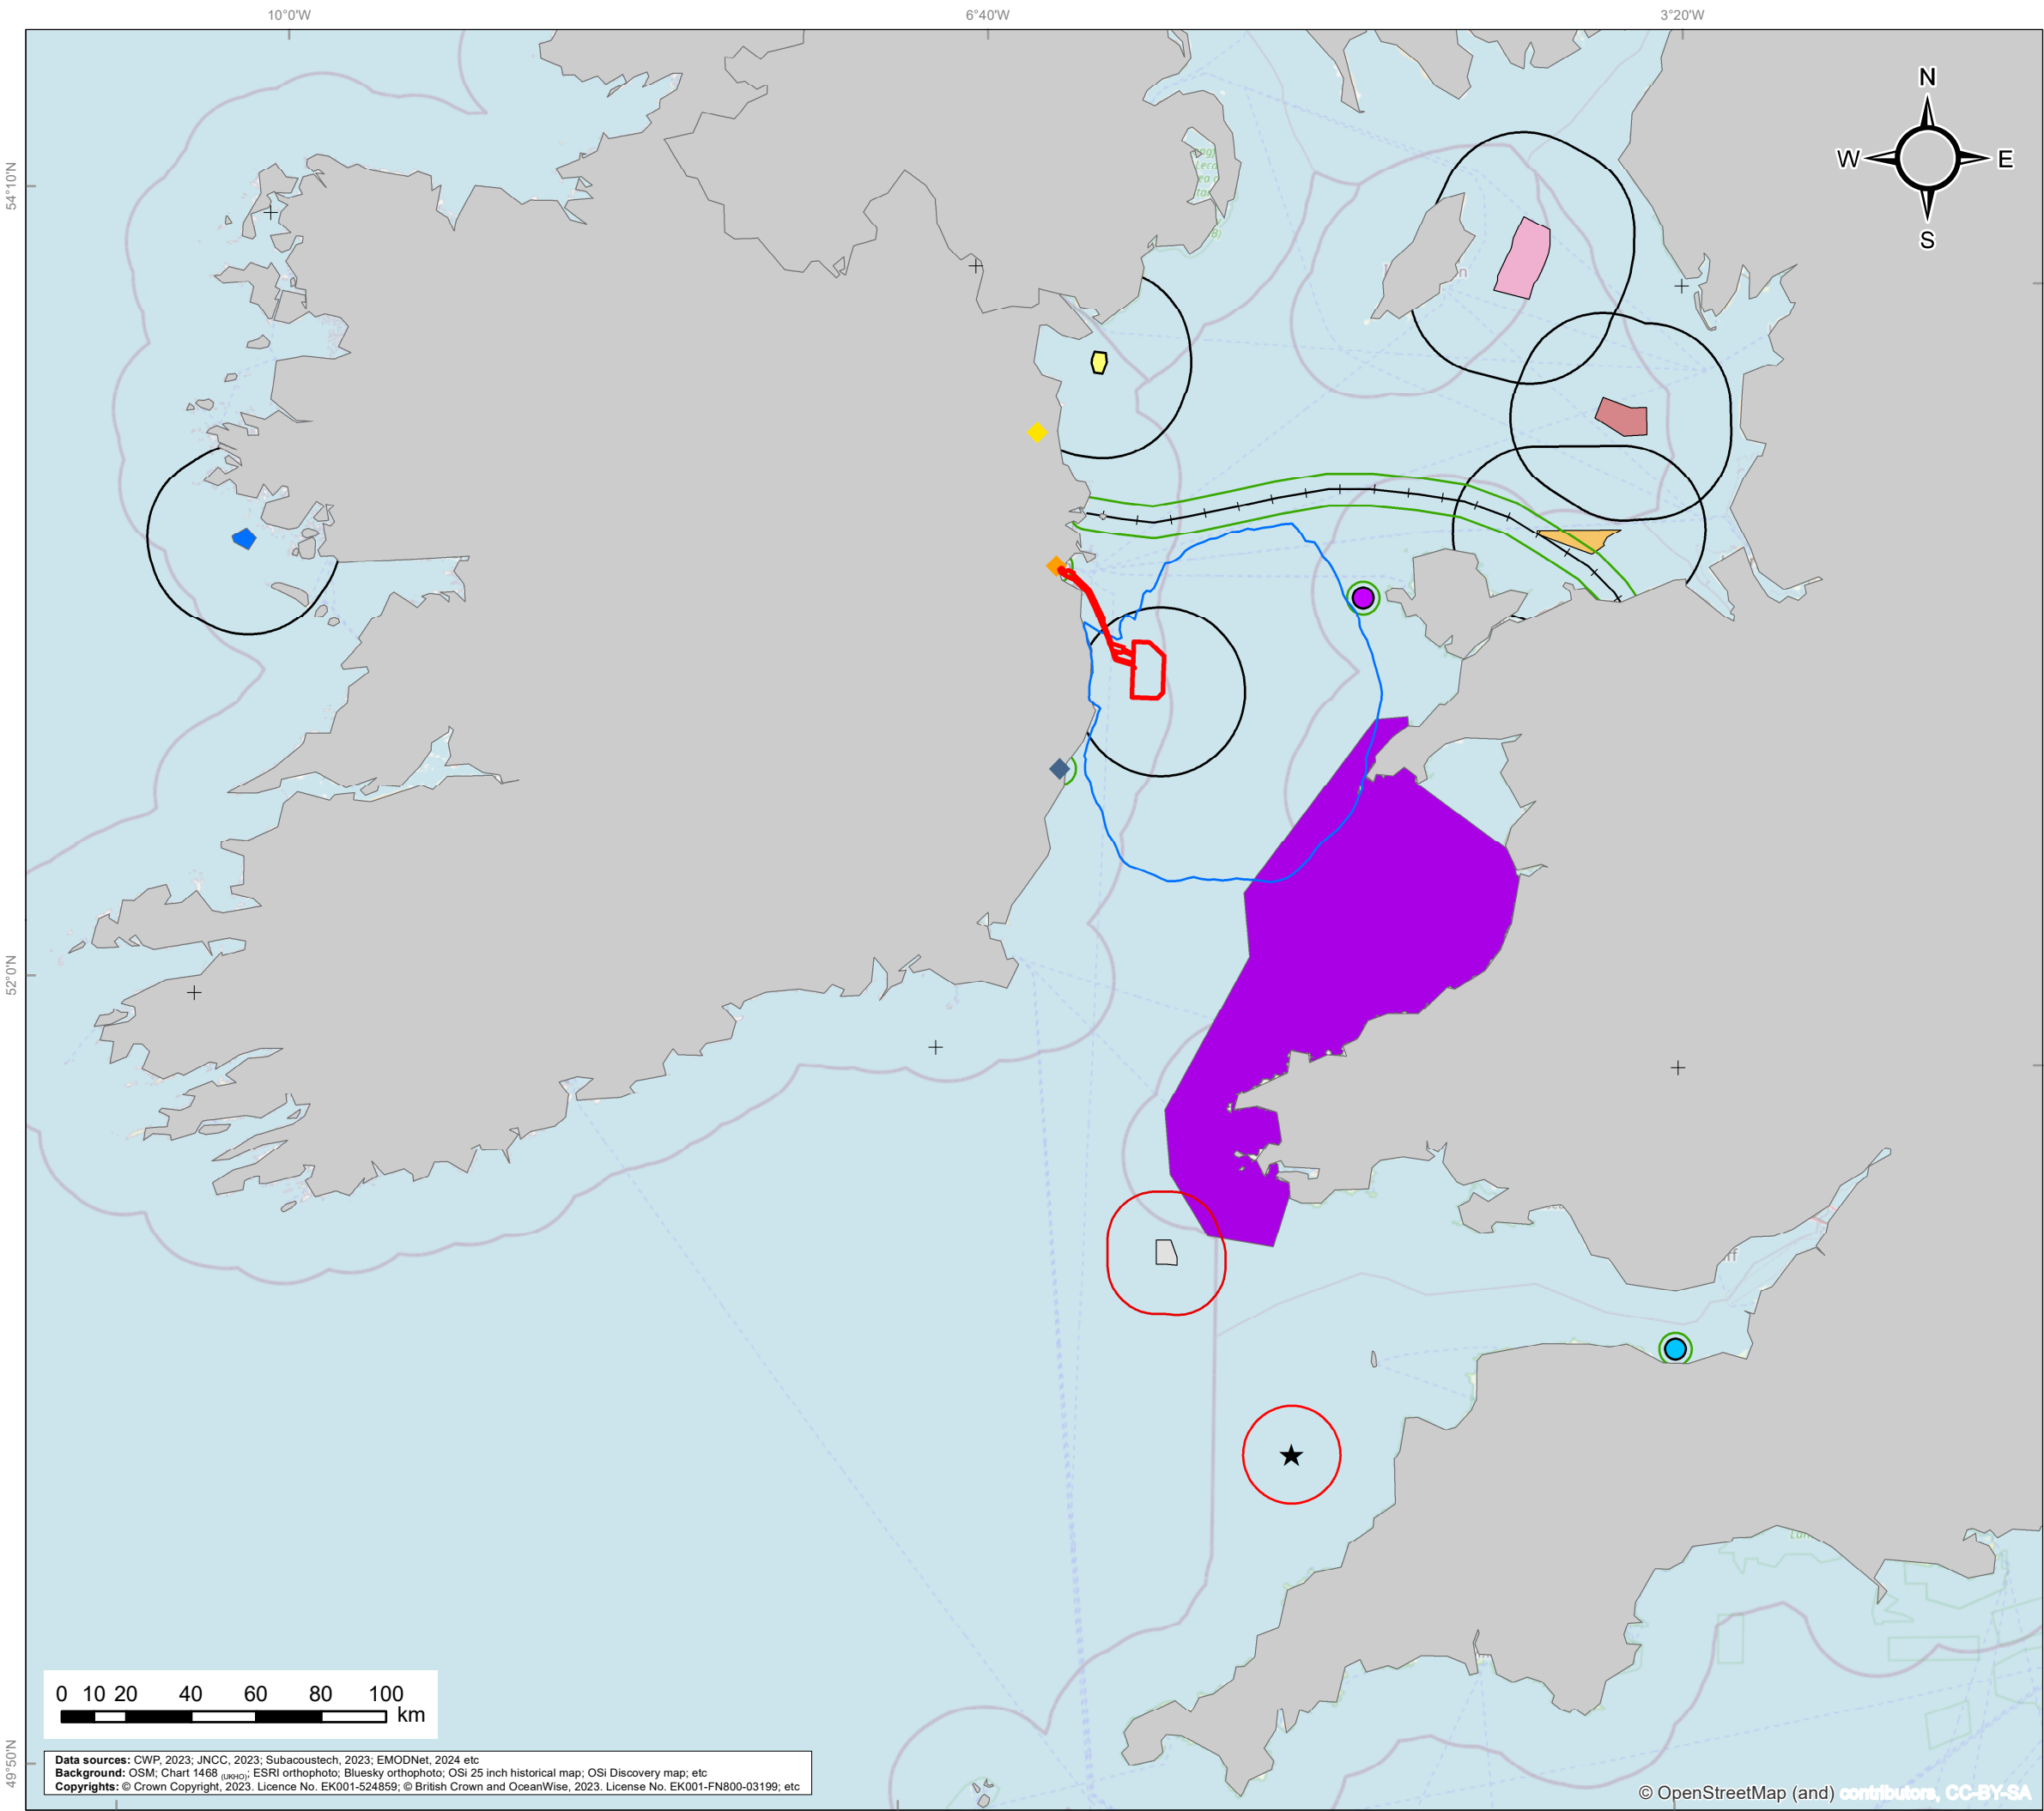 10°0'W 6°40'W 3°20'W
N
W E
S
54°10'N
52°0'N
49°50'N
0 10 20 40 60 80 100
km
Data sources: CWP, 2023; JNCC, 2023; Subacoustech, 2023; EMODNet, 2024 etc
Background: OSM; Chart 1468 (UKHO); ESRI orthophoto; Bluesky orthophoto; OSi 25 inch historical map; OSi Discovery map; etc
Copyrights: © Crown Copyright, 2023. Licence No. EK001-524859; © British Crown and OceanWise, 2023. License No. EK001-FN800-03199; etc
© OpenStreetMap (and) contributors, CC-BY-SA